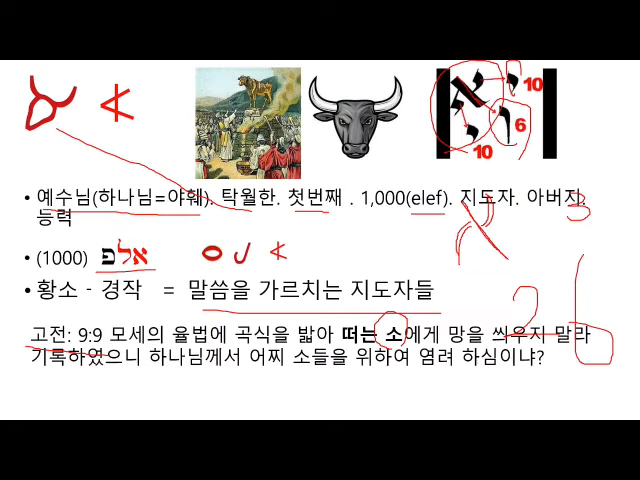 10
6
10
• 예수님(하나님=야훼). 탁월한. 첫번째 . 1,000(elef). 지도자. 아버지.
능력
3
א
• (1000) אלפ
• 황소 - 경작 = 말씀을 가르치는 지도자들
26
고전: 9:9 모세의 율법에 곡식을 밟아 떠는 소에게 망을 씌우지 말라
기록하였으니 하나님께서 어찌 소들을 위하여 염려 하심이냐?